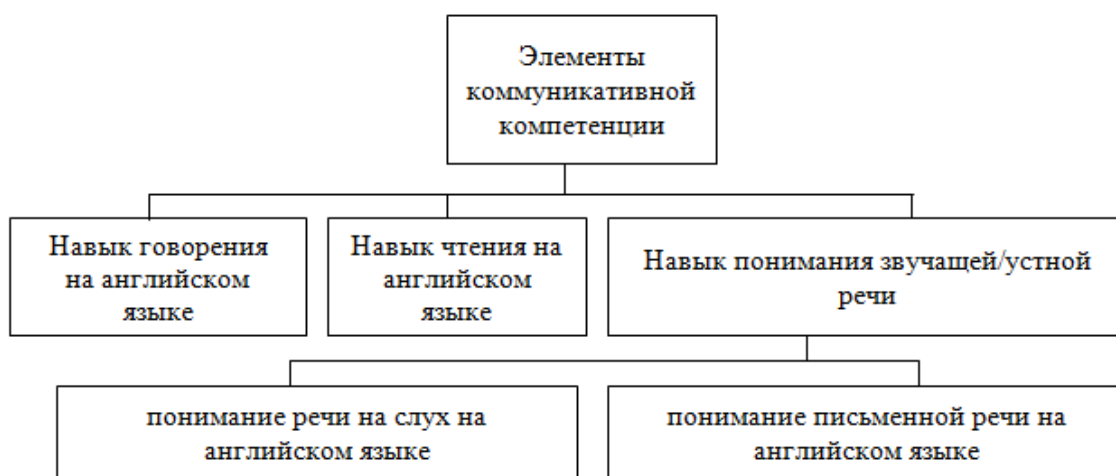 Элементы
коммуникативной
компетенции
Навык говорения
на английском
языке
Навык чтения на
английском
языке
Навык понимания звучащей/устной
речи
понимание речи на слух на
английском языке
понимание письменной речи на
английском языке